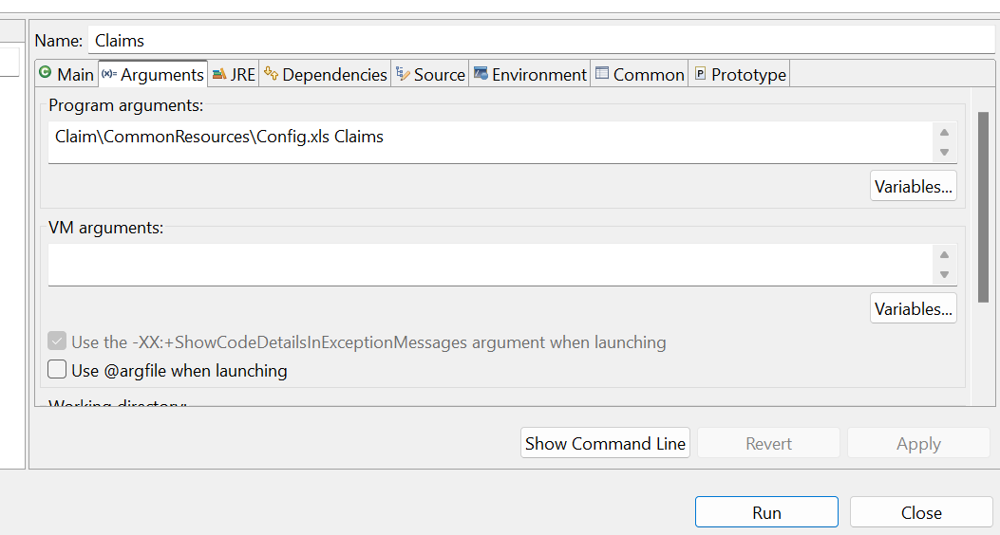 Name: Claims
Main (x)= Arguments JRE Dependencies Source Environment Common Prototype
Program arguments:
Claim\CommonResources\Config.xls Claims
Variables...
VM arguments:
Variables...
Use the -XX:+ShowCodeDetailsInExceptionMessages argument when launching
Use @argfile when launching
Working directory:
Show Command Line Revert Apply
Run Close